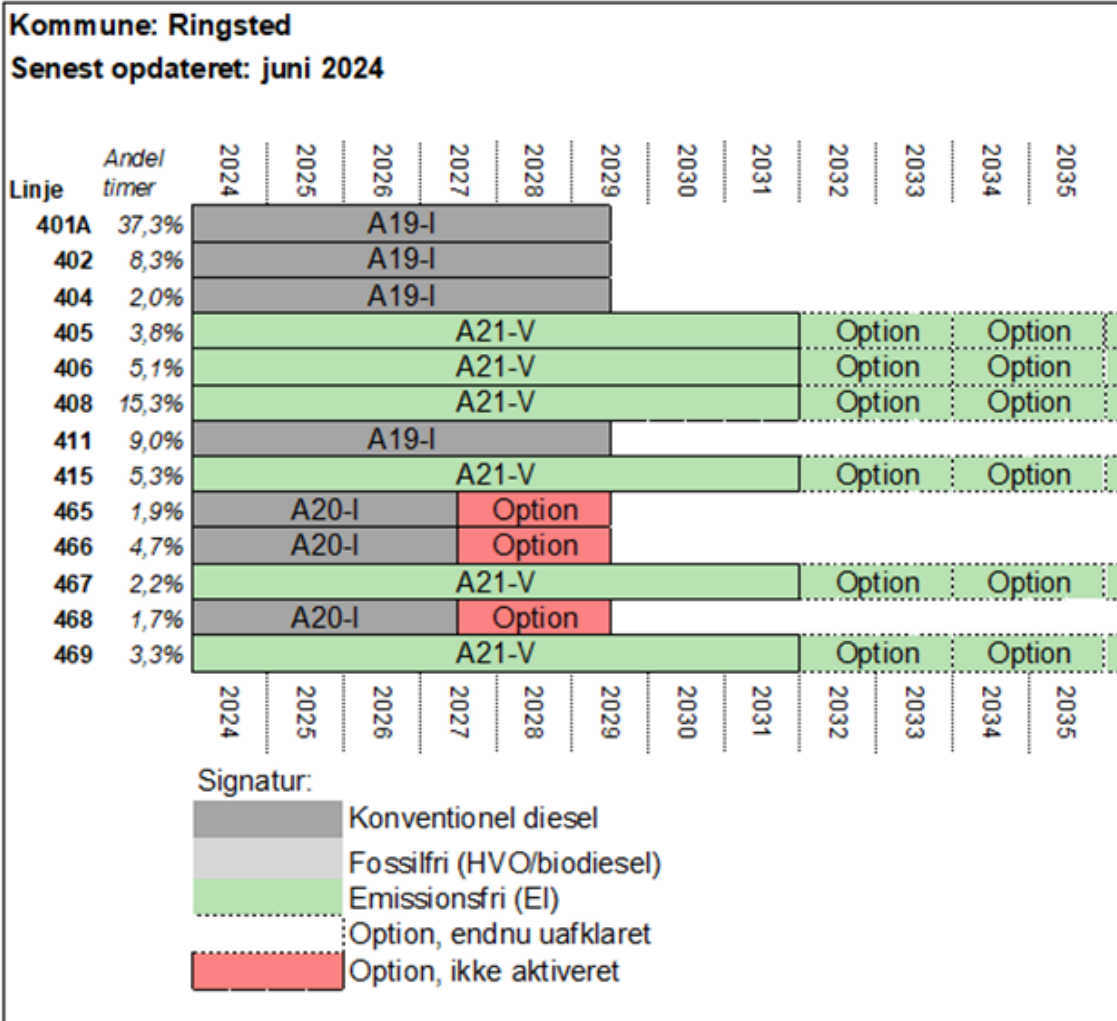 Kommune: Ringsted
Senest opdateret: juni 2024
Linje Andel timer 2024 2025 2026 2027 2028 2029 2030 2031 2032 2033 2034 2035
401A 37,3% A19-I
402 8,3% A19-I
404 2,0% A19-I
405 3,8% A21-V Option Option
406 5,1% A21-V Option Option
408 15,3% A21-V Option Option
411 9,0% A19-I
415 5,3% A21-V Option Option
465 1,9% A20-I Option
466 4,7% A20-I Option
467 2,2% A21-V Option Option
468 1,7% A20-I Option
469 3,3% A21-V Option Option
2024 2025 2026 2027 2028 2029 2030 2031 2032 2033 2034 2035
Signatur:
Konventionel diesel
Fossilfri (HVO/biodiesel)
Emissionsfri (El)
Option, endnu uafklaret
Option, ikke aktiveret